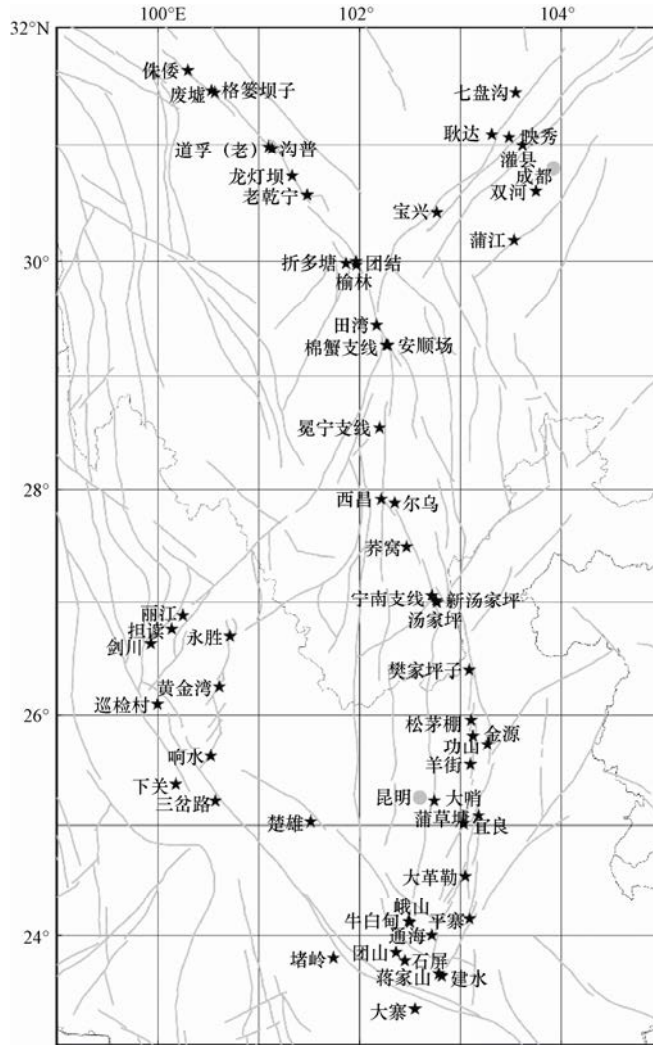 100°E 102° 104°
32°N
侏倭
废墟 格篓坝子
七盘沟
耿达 映秀
道孚（老） 沟普
灌县
成都
龙灯坝
老乾宁
双河
宝兴
蒲江
30°
折多塘 团结
榆林
田湾
棉蟹支线 安顺场
冕宁支线
28°
西昌 尔乌
荞窝
宁南支线 新汤家坪
汤家坪
丽江
担读
剑川 永胜
樊家坪子
黄金湾
巡检村
26°
松茅棚
金源
功山
响水
羊街
下关
三岔路
昆明 大哨
蒲草塘
宜良
楚雄
大革勒
峨山
牛白甸 平寨
通海
24°
团山
堵岭 石屏
蒋家山 建水
大寨